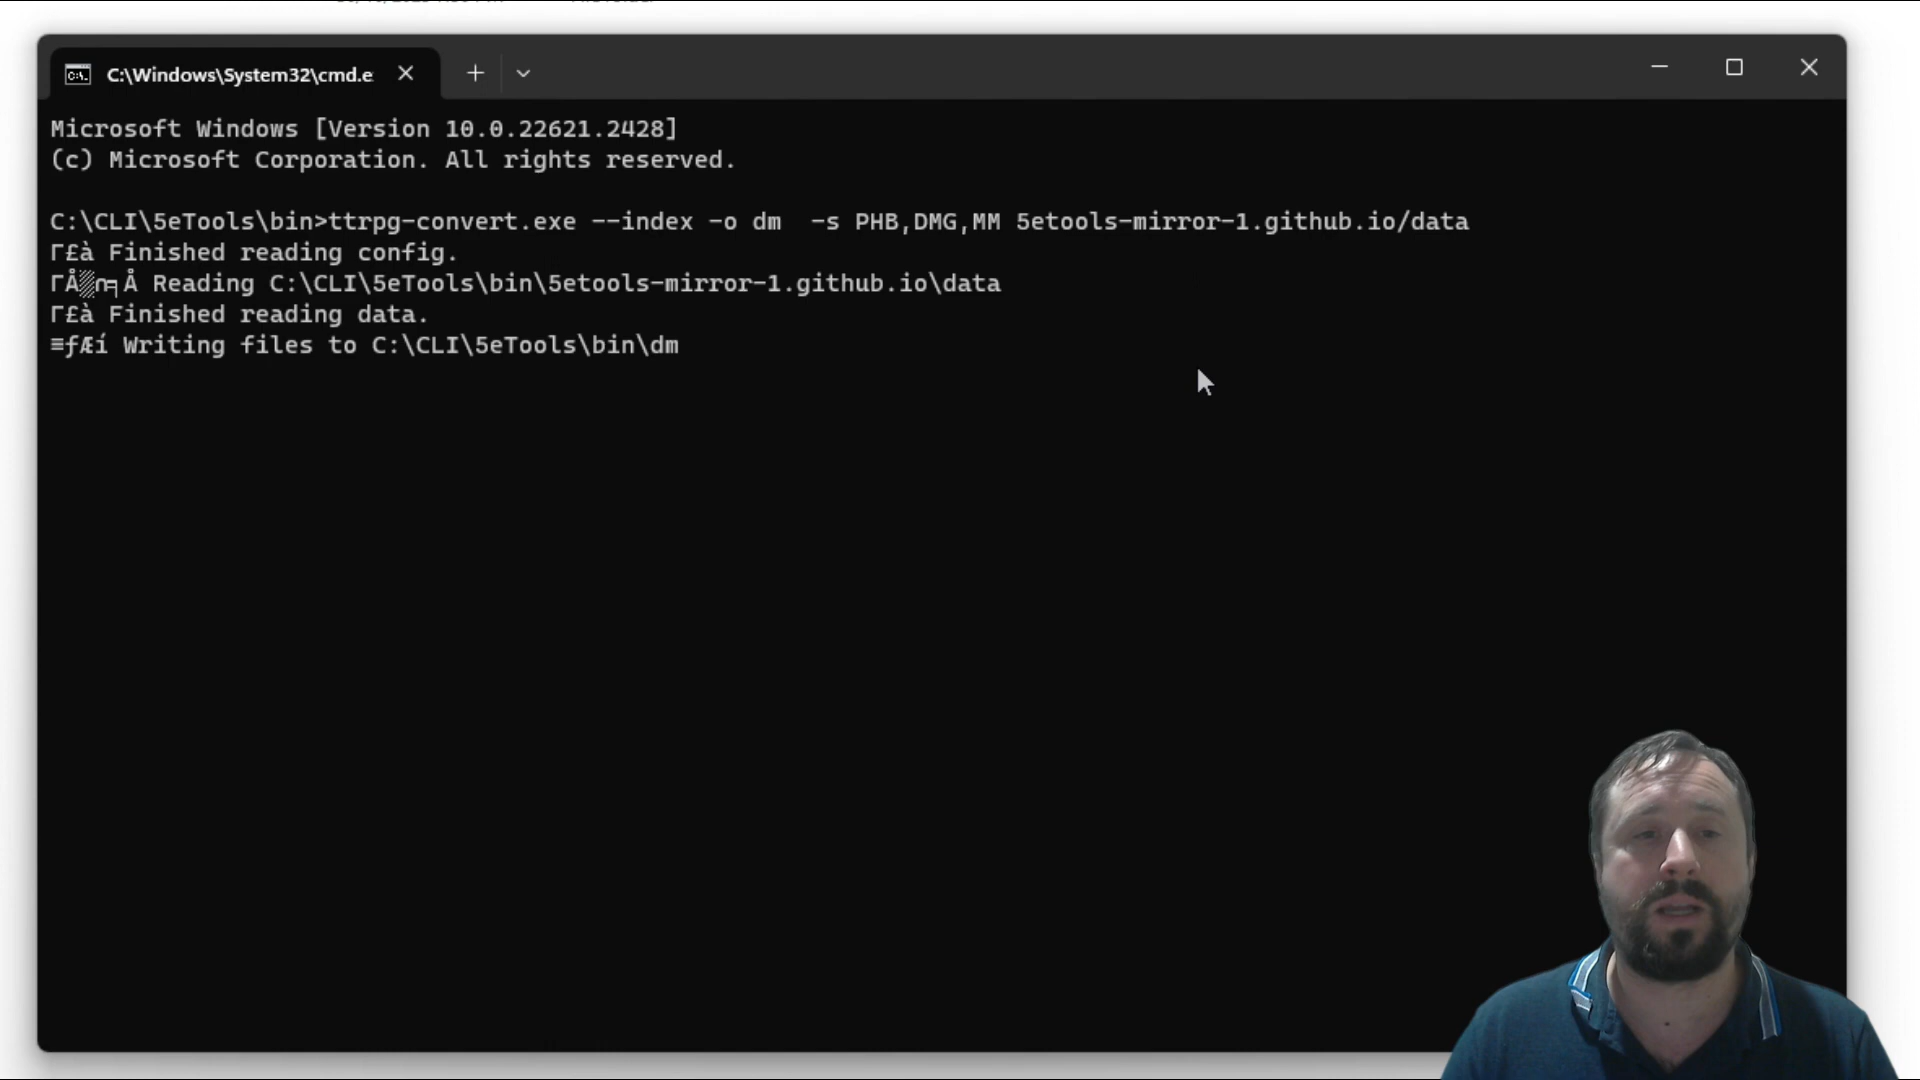 C:\Windows\System32\cmd.e
Microsoft Windows [Version 10.0.22621.2428]
(c) Microsoft Corporation. All rights reserved.
C:\CLI\5eTools\bin>ttrpg-convert.exe --index -o dm  -s PHB,DMG,MM 5etools-mirror-1.github.io/data
Γ£à Finished reading config.
ΓÅ▒∩╕Å Reading C:\CLI\5eTools\bin\5etools-mirror-1.github.io\data
Γ£à Finished reading data.
≡ƒÆí Writing files to C:\CLI\5eTools\bin\dm